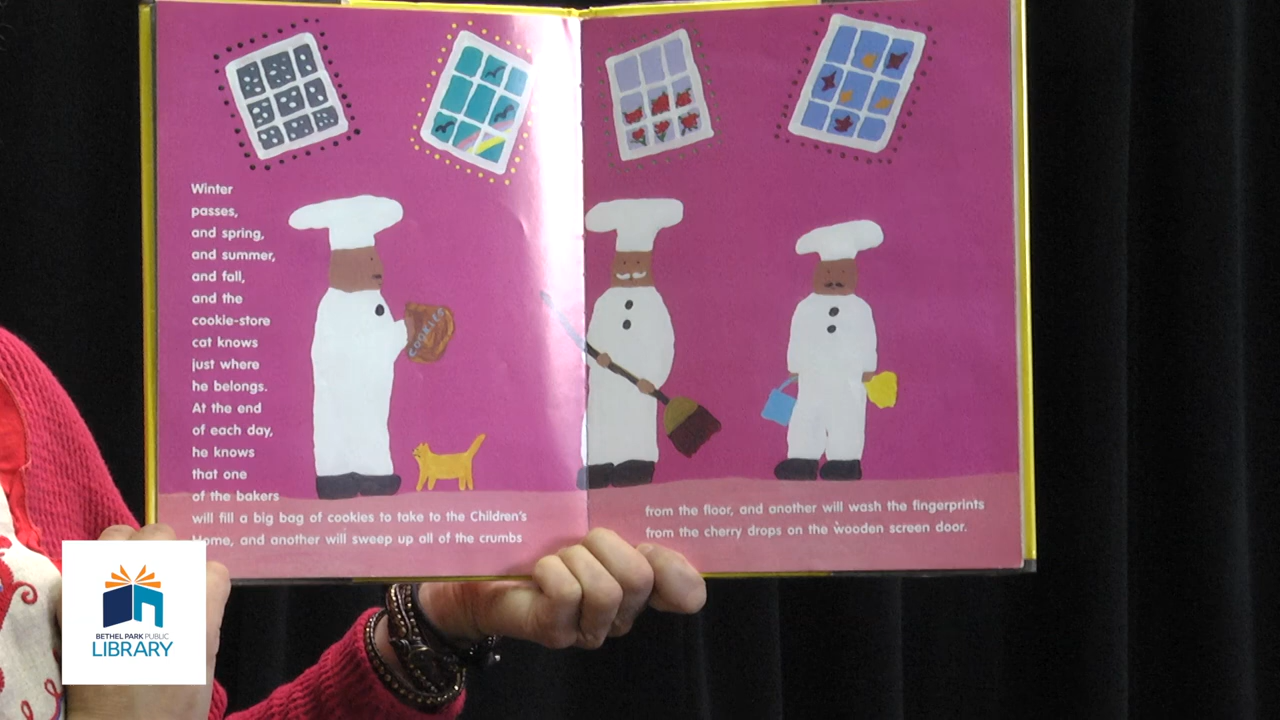 Winter
passes,
and spring,
and summer,
and fall,
and the
cookie-store
cat knows
just where
he belongs.
At the end
of each day,
he knows
that one
of the bakers
will fill a big bag of cookies to take to the Children's
Home, and another will sweep up all of the crumbs
from the floor, and another will wash the fingerprints
from the cherry drops on the wooden screen door.
COOKIES
BETHEL PARK PUBLIC
LIBRARY